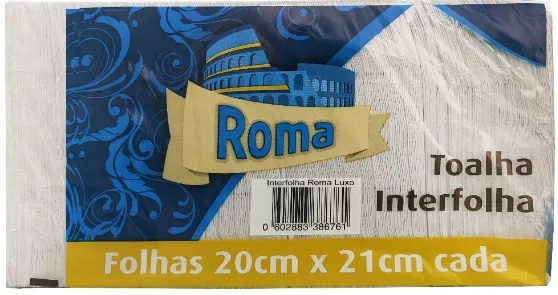 Roma
Toalha
Interfolha
Interfolha Roma Luxo
0 602883 386761
Folhas 20cm x 21cm cada